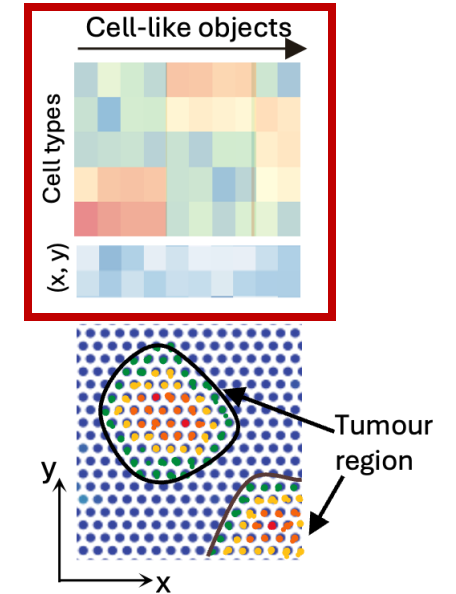 Cell-like objects
Cell types
(x, y)
Tumour
region
y
x